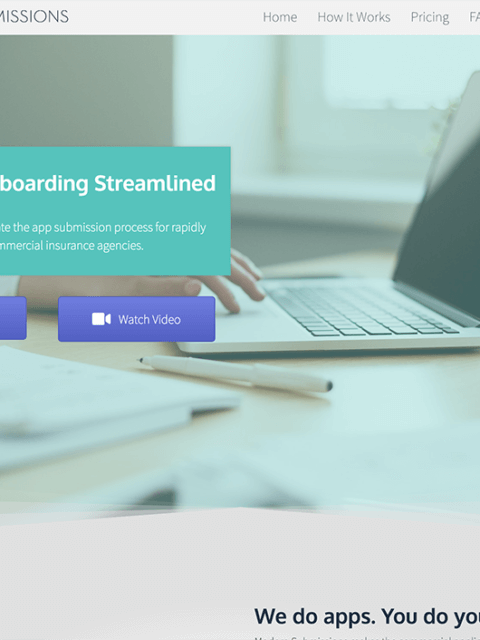 MISSIONS
Home How It Works Pricing FA
boarding Streamlined
te the app submission process for rapidly
mmercial insurance agencies.
Watch Video
We do apps. You do you